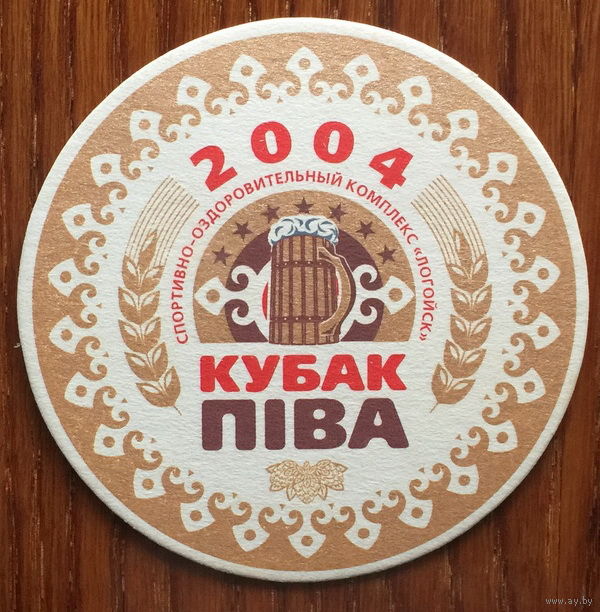 2004
СПОРТИВНО-ОЗДОРОВИТЕЛЬНЫЙ КОМПЛЕКС «ЛОГОЙСК»
КУБАК
ПІВА
www.ay.by